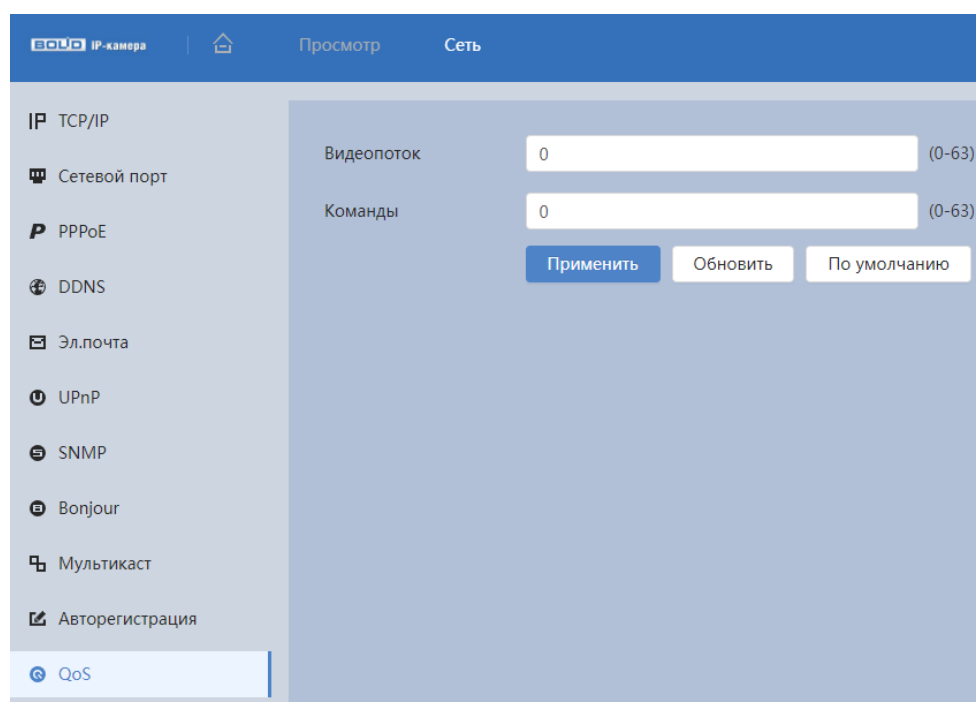 BOLID IP-камера
Просмотр
Сеть
TCP/IP
Сетевой порт
PPPoE
DDNS
Эл.почта
UPnP
SNMP
Bonjour
Мультикаст
Авторегистрация
QoS
Видеопоток 0 (0-63)
Команды 0 (0-63)
Применить Обновить По умолчанию